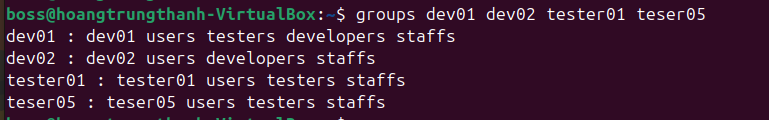 boss@hoangtrungthanh-VirtualBox:~$ groups dev01 dev02 tester01 teser05
dev01 : dev01 users testers developers staffs
dev02 : dev02 users developers staffs
tester01 : tester01 users testers staffs
teser05 : teser05 users testers staffs